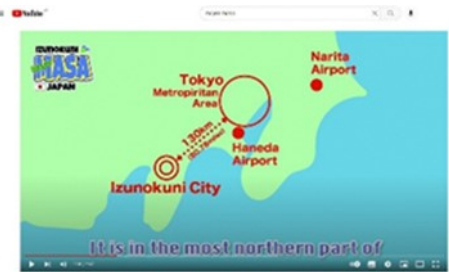 YouTube
IZUNOKUNI
MASA
JAPAN
Narita
Airport
Tokyo
Metropiritan
Area
130km
Haneda
Airport
Izunokuni City
It is in the most northern part of